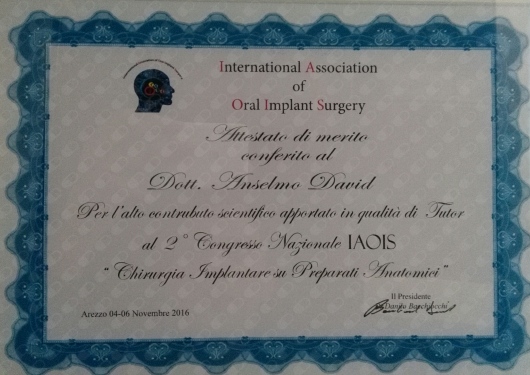 International Association
of
Oral Implant Surgery
Attestato di merito
conferito al
Dott. Anselmo David
Per l'alto contrubuto scientifico apportato in qualità di Tutor
al 2° Congresso Nazionale IAOIS
“Chirurgia Implantare su Preparati Anatomici”
Il Presidente
Arezzo 04-06 Novembre 2016
Danilo